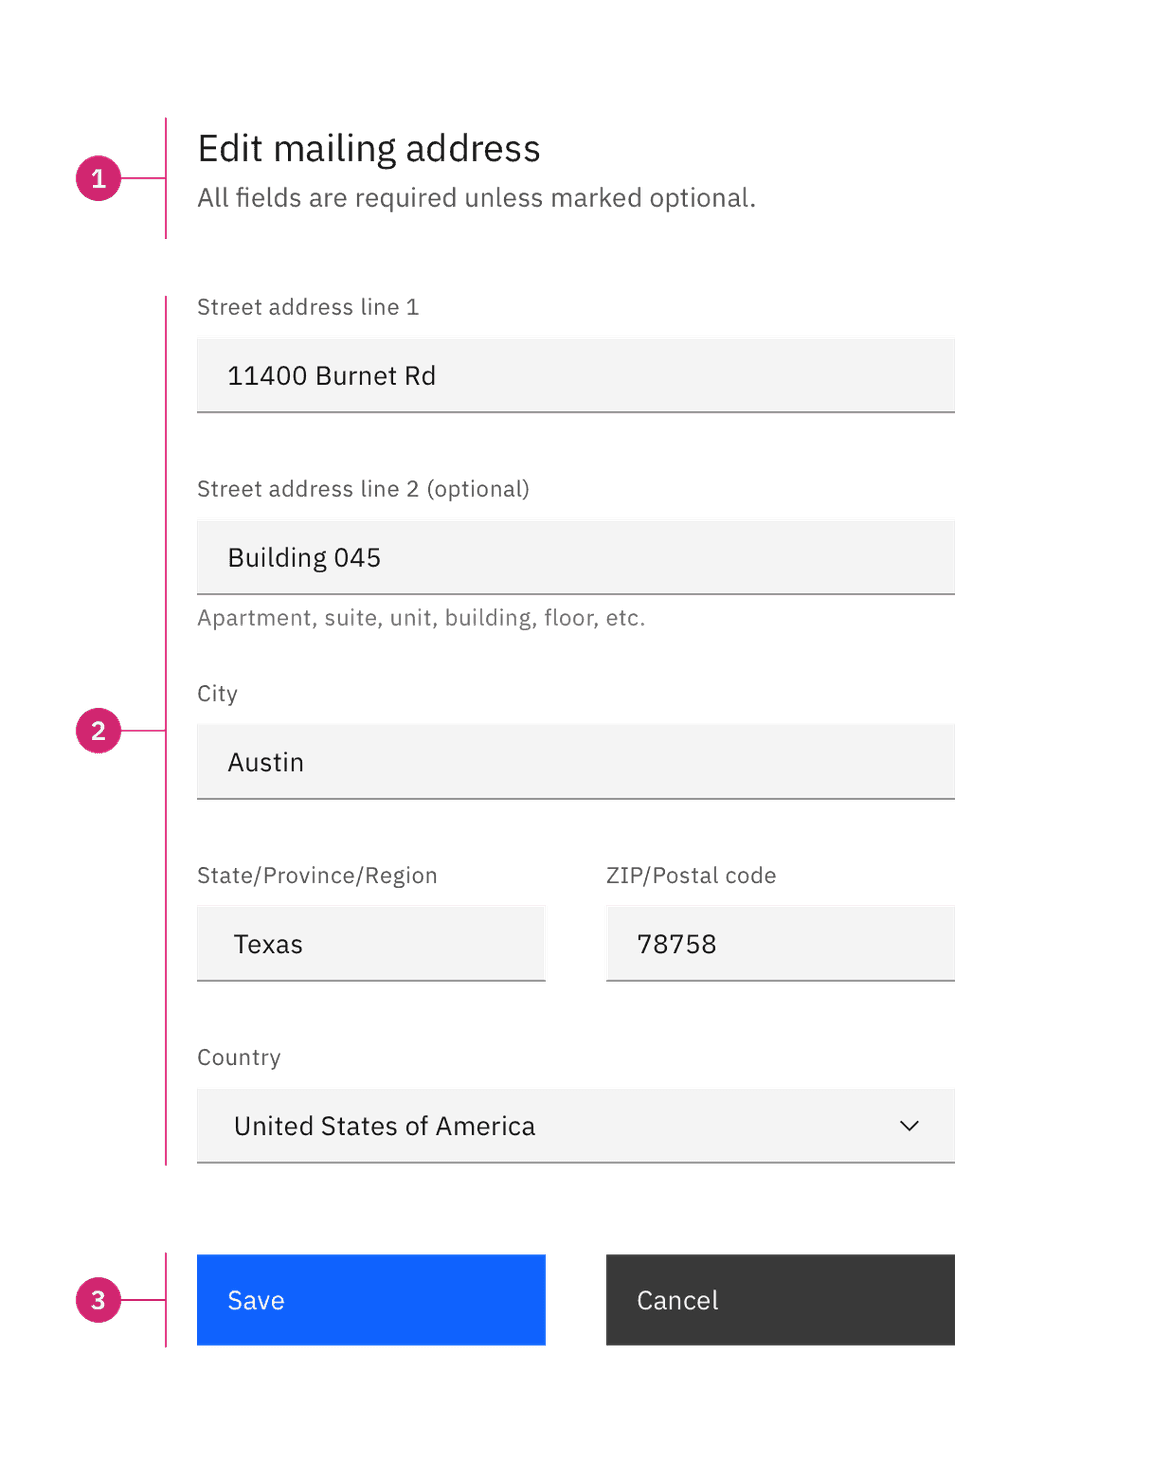 1
Edit mailing address
All fields are required unless marked optional.
Street address line 1
11400 Burnet Rd
Street address line 2 (optional)
Building 045
Apartment, suite, unit, building, floor, etc.
2
City
Austin
State/Province/Region
Texas
ZIP/Postal code
78758
Country
United States of America
3
Save
Cancel